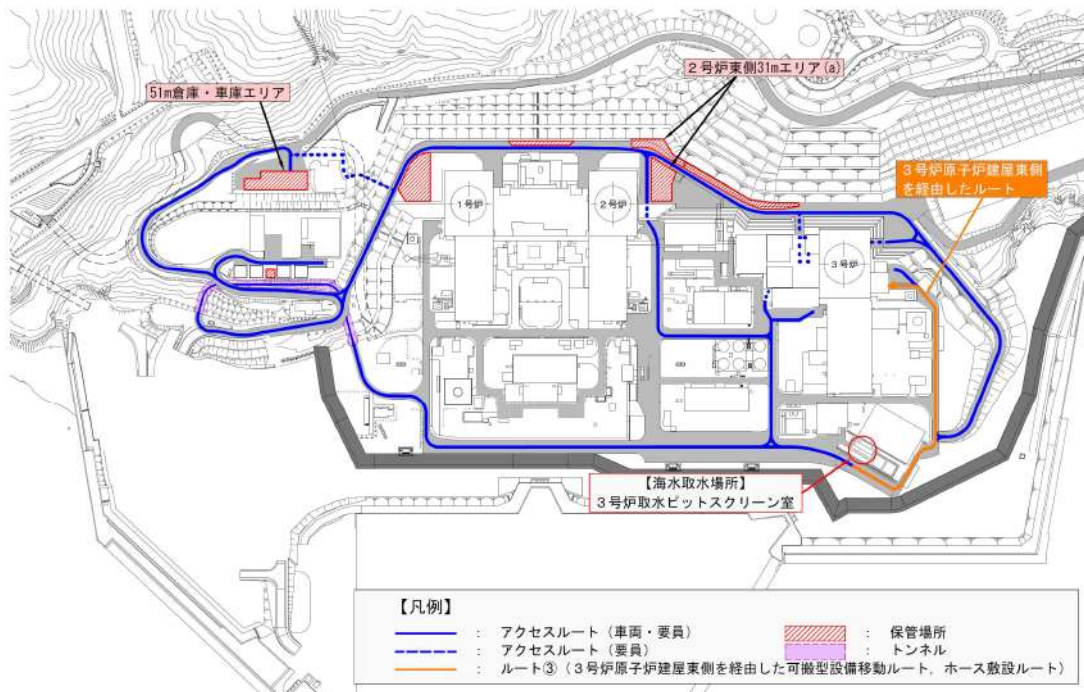 2号炉東側31mエリア(a)
51m倉庫・車庫エリア
3号炉原子炉建屋東側
を経由したルート
1号炉
2号炉
3号炉
【海水取水場所】
3号炉取水ピットスクリーン室
【凡例】
: アクセスルート（車両・要員）
: 保管場所
: アクセスルート（要員）
: トンネル
: ルート③（3号炉原子炉建屋東側を経由した可搬型設備移動ルート，ホース敷設ルート）